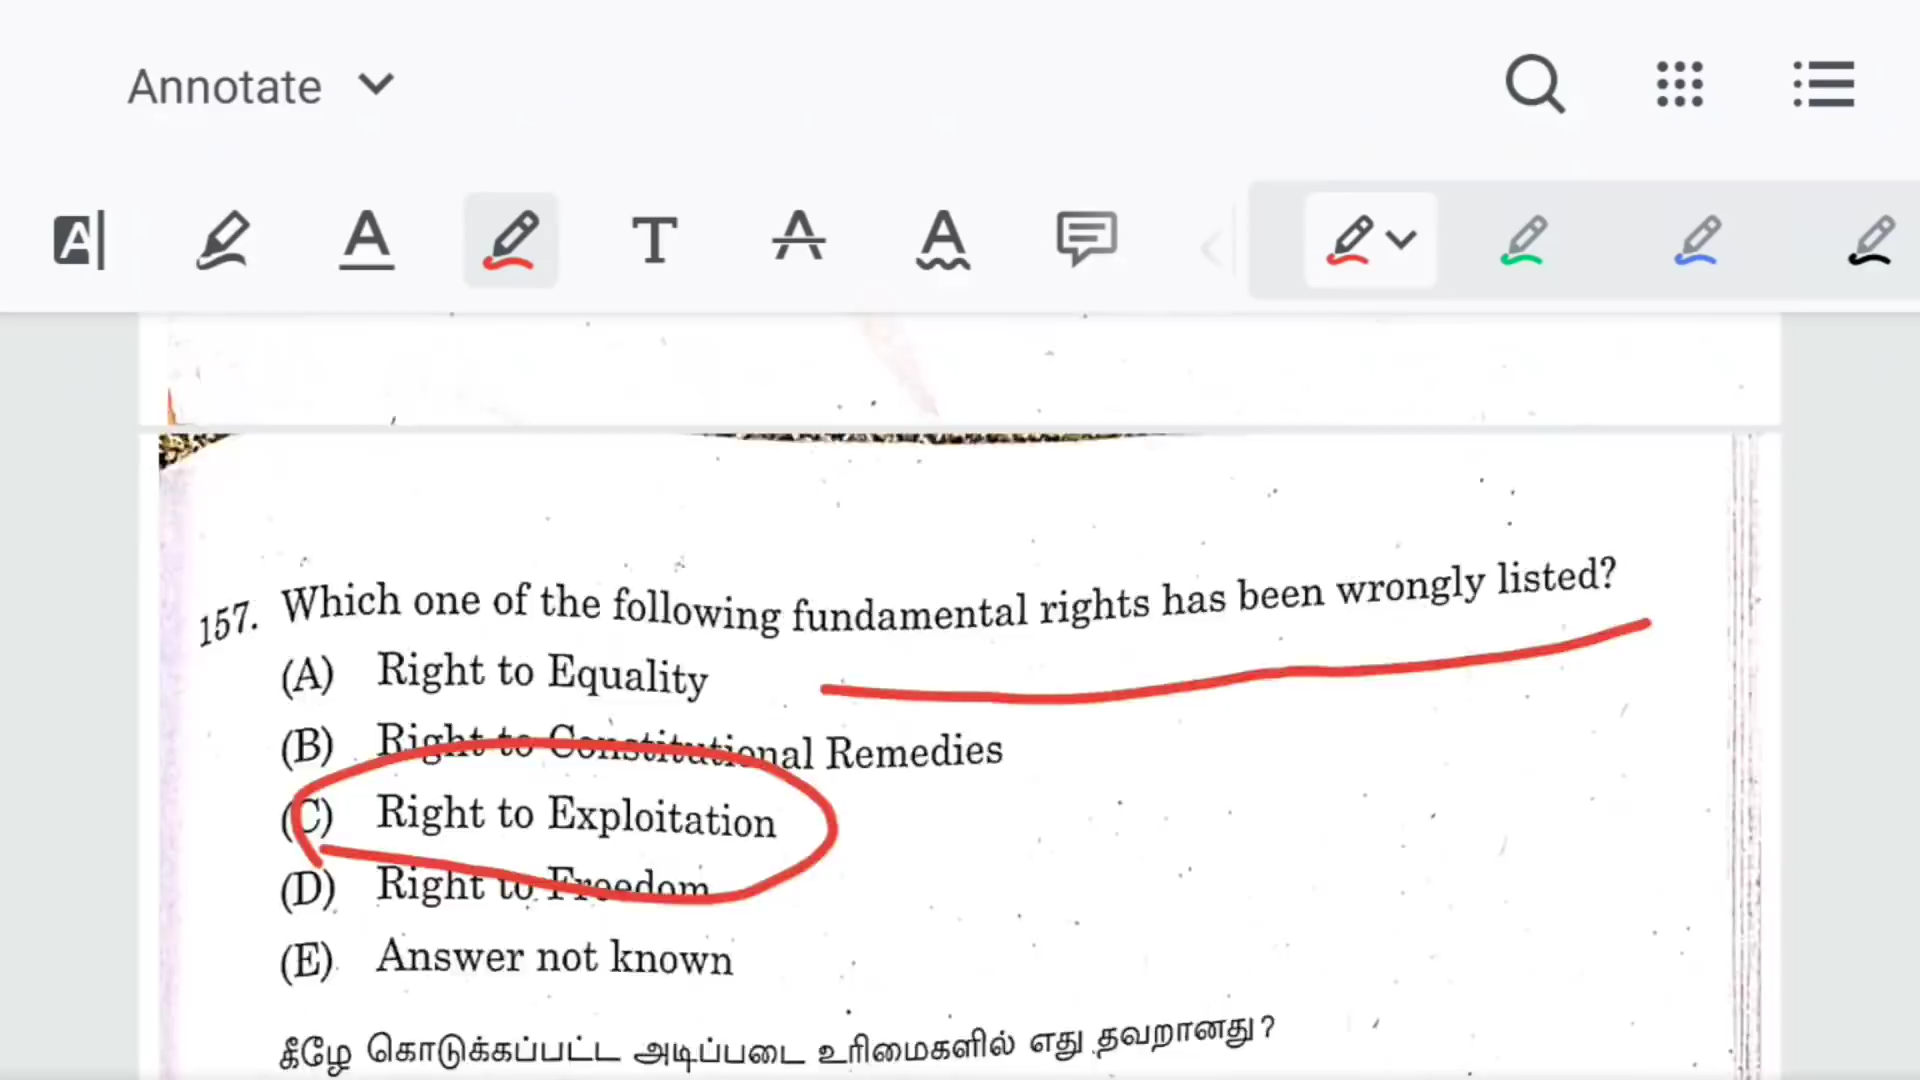 Annotate
157. Which one of the following fundamental rights has been wrongly listed?
(A) Right to Equality
(B) Right to Constitutional Remedies
(C) Right to Exploitation
(D) Right to Freedom
(E) Answer not known
கீழே கொடுக்கப்பட்ட அடிப்படை உரிமைகளில் எது தவறானது?